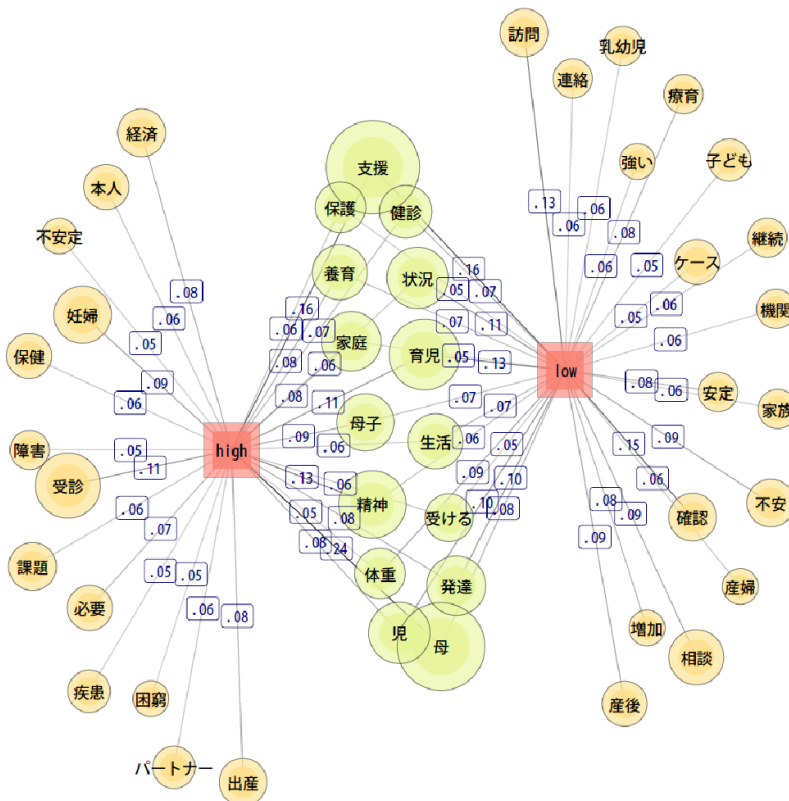 訪問
乳幼児
連絡
療育
強い
子ども
経済
支援
本人
保護
健診
不安定
継続
ケース
養育
状況
機関
妊婦
家庭
育児
保健
low
安定
家族
母子
生活
障害
high
受診
精神
受ける
確認
不安
課題
体重
発達
産婦
必要
児
母
増加
相談
疾患
困窮
産後
パートナー
出産
.13
.06
.06
.08
.06
.05
.05
.06
.06
.08
.06
.09
.15
.06
.08
.09
.09
.16
.05
.07
.07
.11
.05
.13
.07
.07
.06
.05
.09
.10
.10
.08
.08
.06
.05
.09
.06
.05
.11
.06
.07
.05
.05
.06
.08
.16
.06
.07
.08
.06
.08
.11
.09
.06
.13
.06
.05
.08
.08
.24